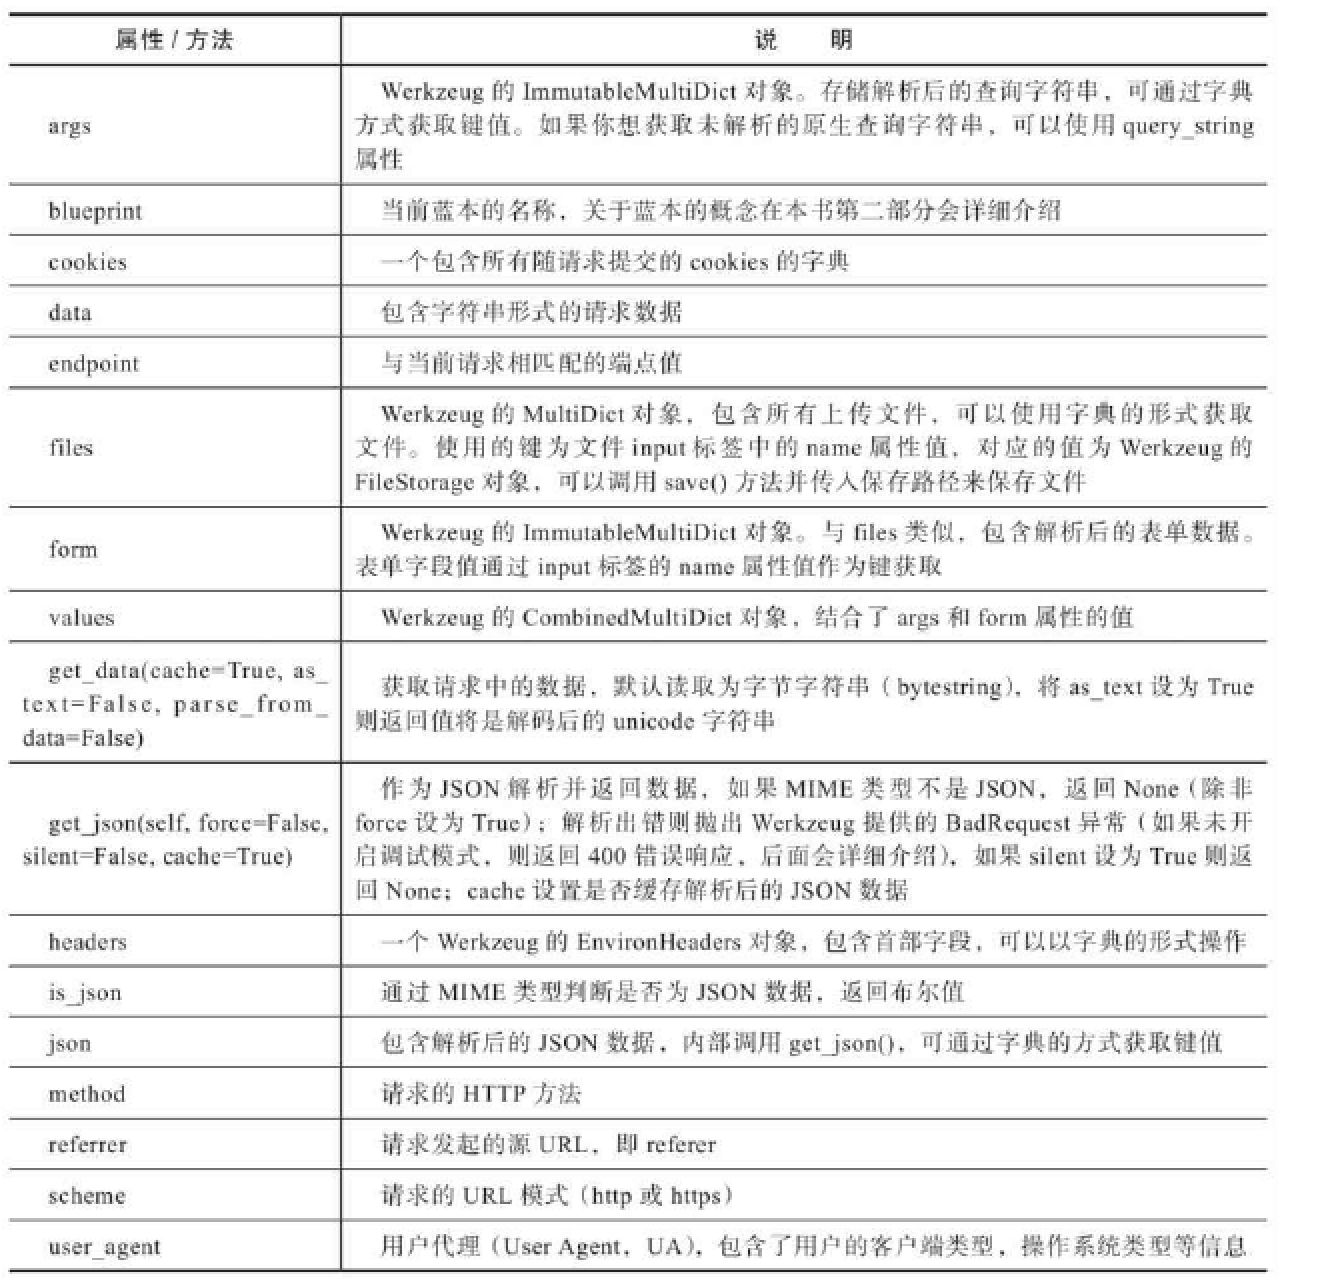 属性 / 方法
说 明
args
Werkzeug 的 ImmutableMultiDict 对象。存储解析后的查询字符串，可通过字典
方式获取键值。如果你想获取未解析的原生查询字符串，可以使用 query_string
属性
blueprint
当前蓝本的名称，关于蓝本的概念在本书第二部分会详细介绍
cookies
一个包含所有随请求提交的 cookies 的字典
data
包含字符串形式的请求数据
endpoint
与当前请求相匹配的端点值
files
Werkzeug 的 MultiDict 对象，包含所有上传文件，可以使用字典的形式获取
文件。使用的键为文件 input 标签中的 name 属性值，对应的值为 Werkzeug 的
FileStorage 对象，可以调用 save() 方法并传入保存路径来保存文件
form
Werkzeug 的 ImmutableMultiDict 对象。与 files 类似，包含解析后的表单数据。
表单字段值通过 input 标签的 name 属性值作为键获取
values
Werkzeug 的 CombinedMultiDict 对象，结合了 args 和 form 属性的值
get_data(cache=True, as_
text=False, parse_from_
data=False)
获取请求中的数据，默认读取为字节字符串（bytestring），将 as_text 设为 True
则返回值将是解码后的 unicode 字符串
get_json(self, force=False,
silent=False, cache=True)
作为 JSON 解析并返回数据，如果 MIME 类型不是 JSON，返回 None（除非
force 设为 True）；解析出错则抛出 Werkzeug 提供的 BadRequest 异常（如果未开
启调试模式，则返回 400 错误响应，后面会详细介绍），如果 silent 设为 True 则返
回 None；cache 设置是否缓存解析后的 JSON 数据
headers
一个 Werkzeug 的 EnvironHeaders 对象，包含首部字段，可以以字典的形式操作
is_json
通过 MIME 类型判断是否为 JSON 数据，返回布尔值
json
包含解析后的 JSON 数据，内部调用 get_json()，可通过字典的方式获取键值
method
请求的 HTTP 方法
referrer
请求发起的源 URL，即 referer
scheme
请求的 URL 模式（http 或 https）
user_agent
用户代理（User Agent，UA），包含了用户的客户端类型，操作系统类型等信息